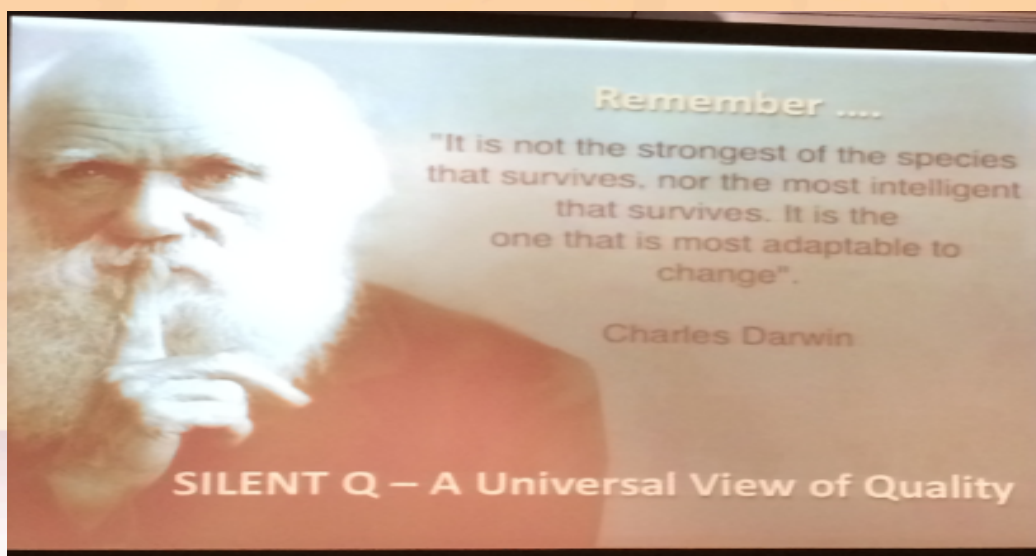 Remember ....
"It is not the strongest of the species
that survives, nor the most intelligent
that survives. It is the
one that is most adaptable to
change".
Charles Darwin
SILENT Q – A Universal View of Quality